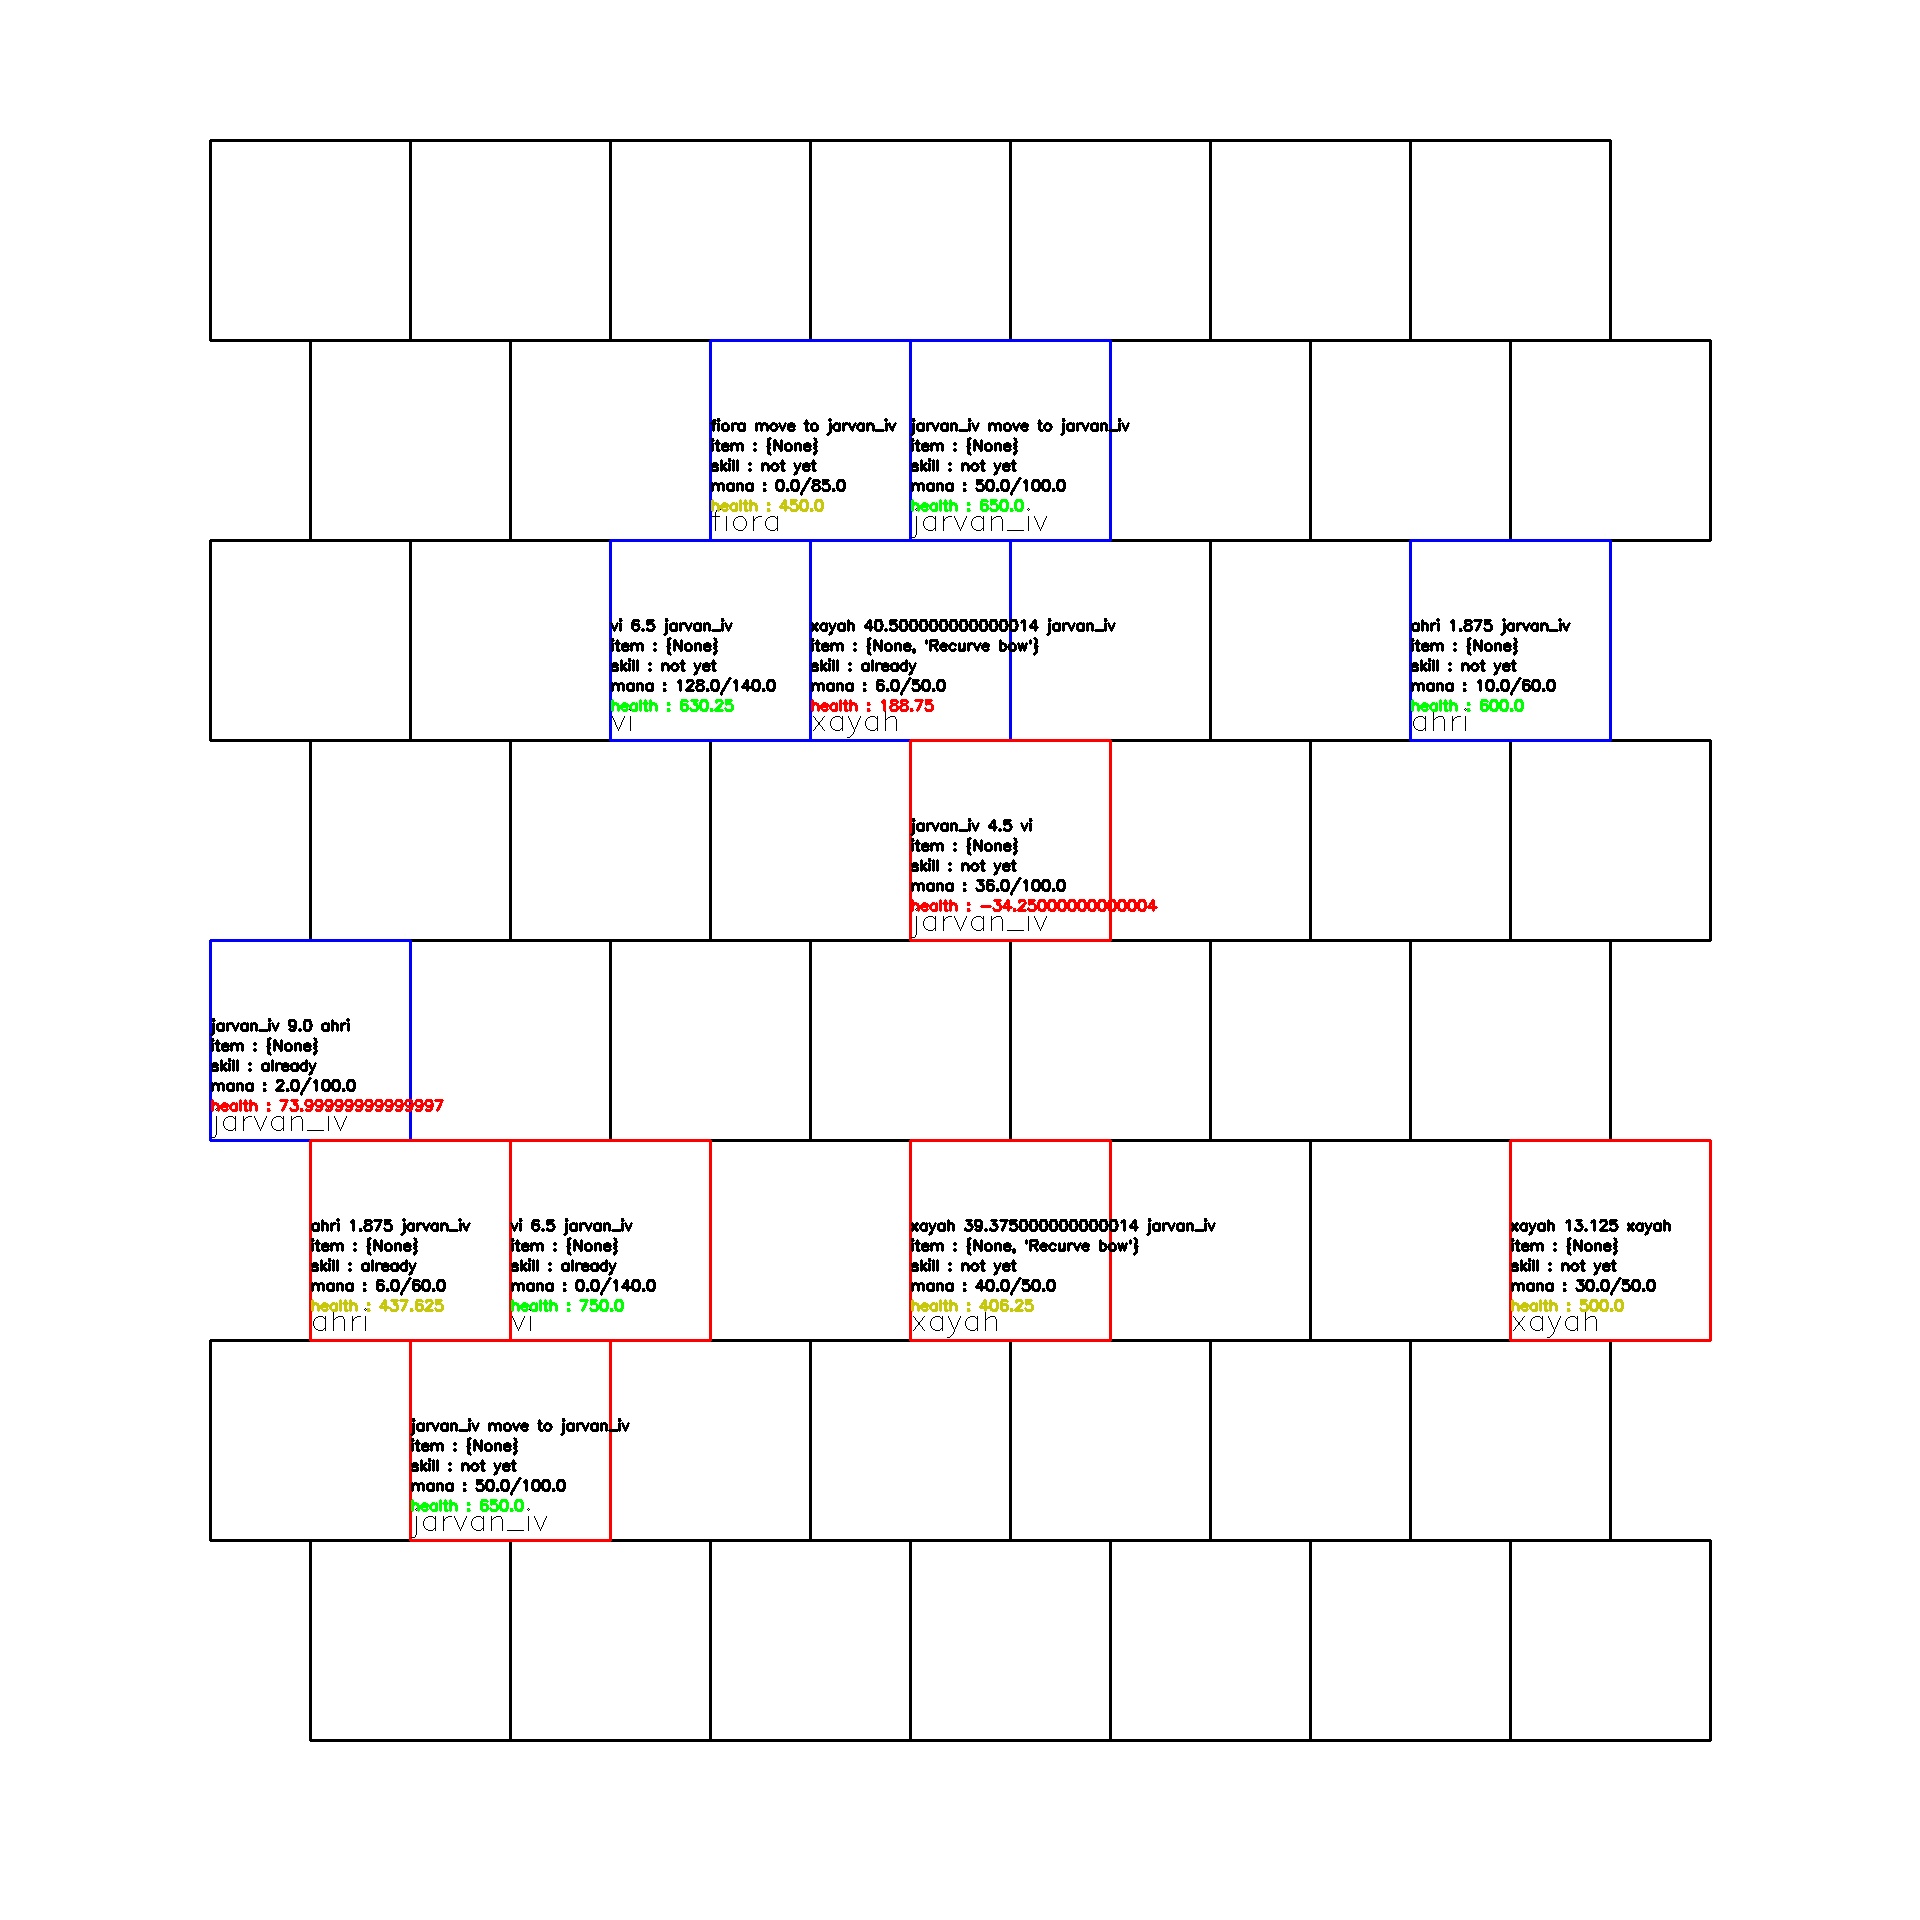 fiora move to jarvan_iv
item : {None}
skill : not yet
mana : 0.0/85.0
health : 450.0
fiora
jarvan_iv move to jarvan_iv
item : {None}
skill : not yet
mana : 50.0/100.0
health : 650.0
jarvan_iv
vi 6.5 jarvan_iv
item : {None}
skill : not yet
mana : 128.0/140.0
health : 630.25
vi
xayah 40.500000000000014 jarvan_iv
item : {None, 'Recurve bow'}
skill : already
mana : 6.0/50.0
health : 188.75
xayah
ahri 1.875 jarvan_iv
item : {None}
skill : not yet
mana : 10.0/60.0
health : 600.0
ahri
jarvan_iv 4.5 vi
item : {None}
skill : not yet
mana : 36.0/100.0
health : -34.25000000000004
jarvan_iv
jarvan_iv 9.0 ahri
item : {None}
skill : already
mana : 2.0/100.0
health : 73.99999999999997
jarvan_iv
ahri 1.875 jarvan_iv
item : {None}
skill : already
mana : 6.0/60.0
health : 437.625
ahri
vi 6.5 jarvan_iv
item : {None}
skill : already
mana : 0.0/140.0
health : 750.0
vi
xayah 39.375000000000014 jarvan_iv
item : {None, 'Recurve bow'}
skill : not yet
mana : 40.0/50.0
health : 406.25
xayah
xayah 13.125 xayah
item : {None}
skill : not yet
mana : 30.0/50.0
health : 500.0
xayah
jarvan_iv move to jarvan_iv
item : {None}
skill : not yet
mana : 50.0/100.0
health : 650.0
jarvan_iv